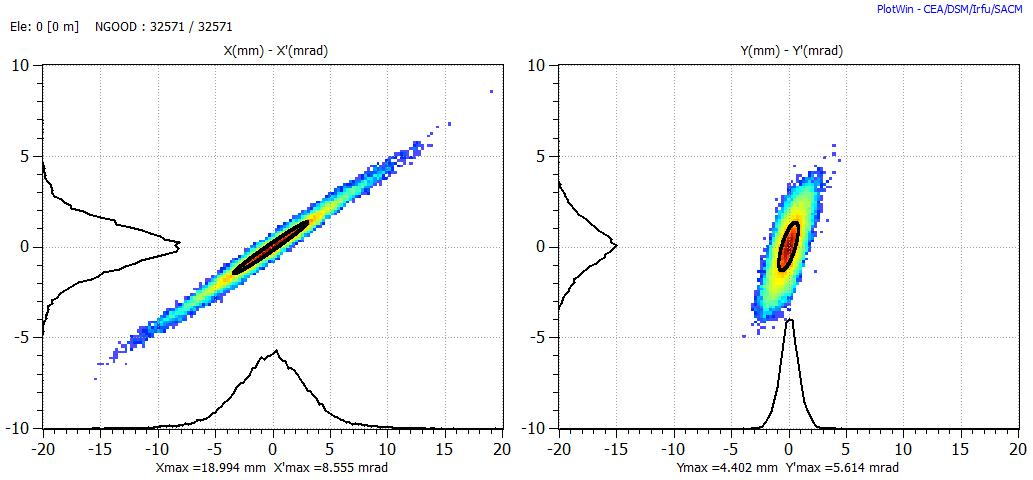 PlotWin - CEA/DSM/Irfu/SACM
Ele: 0 [0 m] NGOOD : 32571 / 32571
X(mm) - X'(mrad)
Y(mm) - Y'(mrad)
10
5
0
-5
-10
-20 -15 -10 -5 0 5 10 15 20
Xmax =18.994 mm X'max =8.555 mrad
10
5
0
-5
-10
-20 -15 -10 -5 0 5 10 15 20
Ymax =4.402 mm Y'max =5.614 mrad